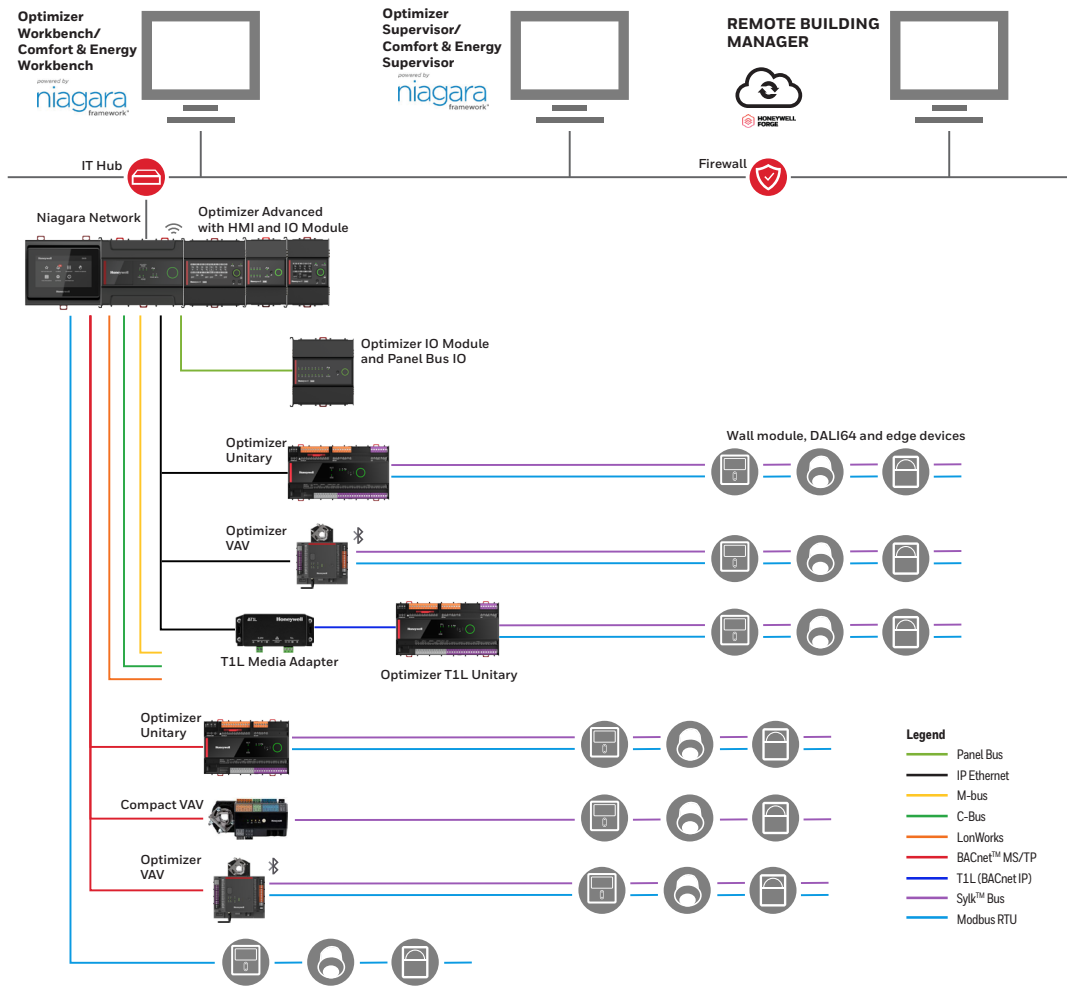 Optimizer
Workbench/
Comfort & Energy
Workbench
powered by
niagara
framework®
Optimizer
Supervisor/
Comfort & Energy
Supervisor
powered by
niagara
framework®
REMOTE BUILDING
MANAGER
HONEYWELL
FORGE
IT Hub
Firewall
Niagara Network
Optimizer Advanced
with HMI and IO Module
Honeywell
Optimizer IO Module
and Panel Bus IO
Optimizer
Unitary
Honeywell
Wall module, DALI64 and edge devices
Optimizer
VAV
AT1L
Honeywell
T1L Media Adapter
Optimizer T1L Unitary
Optimizer
Unitary
Compact VAV
Optimizer
VAV
Legend
Panel Bus
IP Ethernet
M-bus
C-Bus
LonWorks
BACnet™ MS/TP
T1L (BACnet IP)
Sylk™ Bus
Modbus RTU